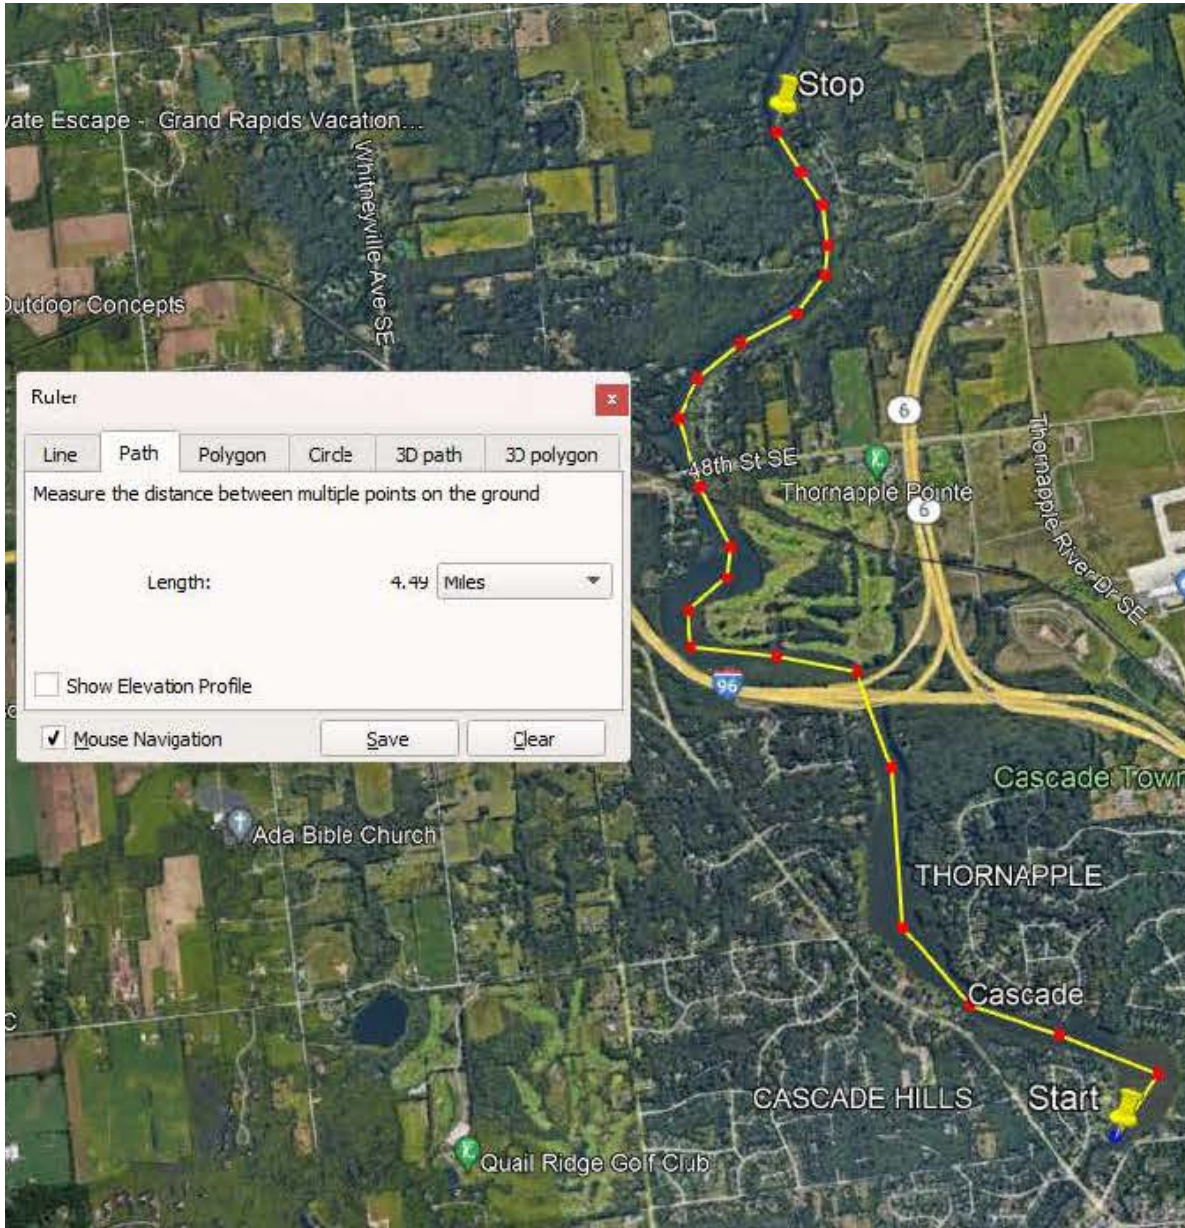 Stop
vate Escape - Grand Rapids Vacation...
Whitneyville Ave SE
Outdoor Concepts
Ruler
x
Line Path Polygon Circle 3D path 3D polygon
Measure the distance between multiple points on the ground
Length: 4.49 Miles
Show Elevation Profile
Mouse Navigation Save Clear
6
48th St SE
Thornapple Pointe
6
Thornapple River Dr SE
96
Cascade Town
Ada Bible Church
THORNAPPLE
Cascade
C
CASCADE HILLS
Start
Quail Ridge Golf Club